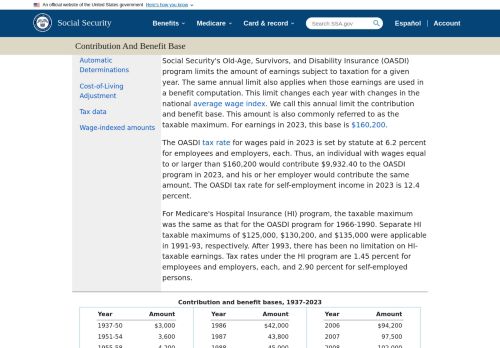 An official website of the United States government Here's how you know
Social Security
Benefits Medicare Card & record Search SSA.gov Español Account
Contribution And Benefit Base
Automatic
Determinations
Cost-of-Living
Adjustment
Tax data
Wage-indexed amounts
Social Security's Old-Age, Survivors, and Disability Insurance (OASDI)
program limits the amount of earnings subject to taxation for a given
year. The same annual limit also applies when those earnings are used in
a benefit computation. This limit changes each year with changes in the
national average wage index. We call this annual limit the contribution
and benefit base. This amount is also commonly referred to as the
taxable maximum. For earnings in 2023, this base is $160,200.
The OASDI tax rate for wages paid in 2023 is set by statute at 6.2 percent
for employees and employers, each. Thus, an individual with wages equal
to or larger than $160,200 would contribute $9,932.40 to the OASDI
program in 2023, and his or her employer would contribute the same
amount. The OASDI tax rate for self-employment income in 2023 is 12.4
percent.
For Medicare's Hospital Insurance (HI) program, the taxable maximum
was the same as that for the OASDI program for 1966-1990. Separate HI
taxable maximums of $125,000, $130,200, and $135,000 were applicable
in 1991-93, respectively. After 1993, there has been no limitation on HI-
taxable earnings. Tax rates under the HI program are 1.45 percent for
employees and employers, each, and 2.90 percent for self-employed
persons.
Contribution and benefit bases, 1937-2023
Year Amount Year Amount Year Amount
1937-50 $3,000 1986 $42,000 2006 $94,200
1951-54 3,600 1987 43,800 2007 97,500
1955-58 4,200 1988 45,000 2008 102,000